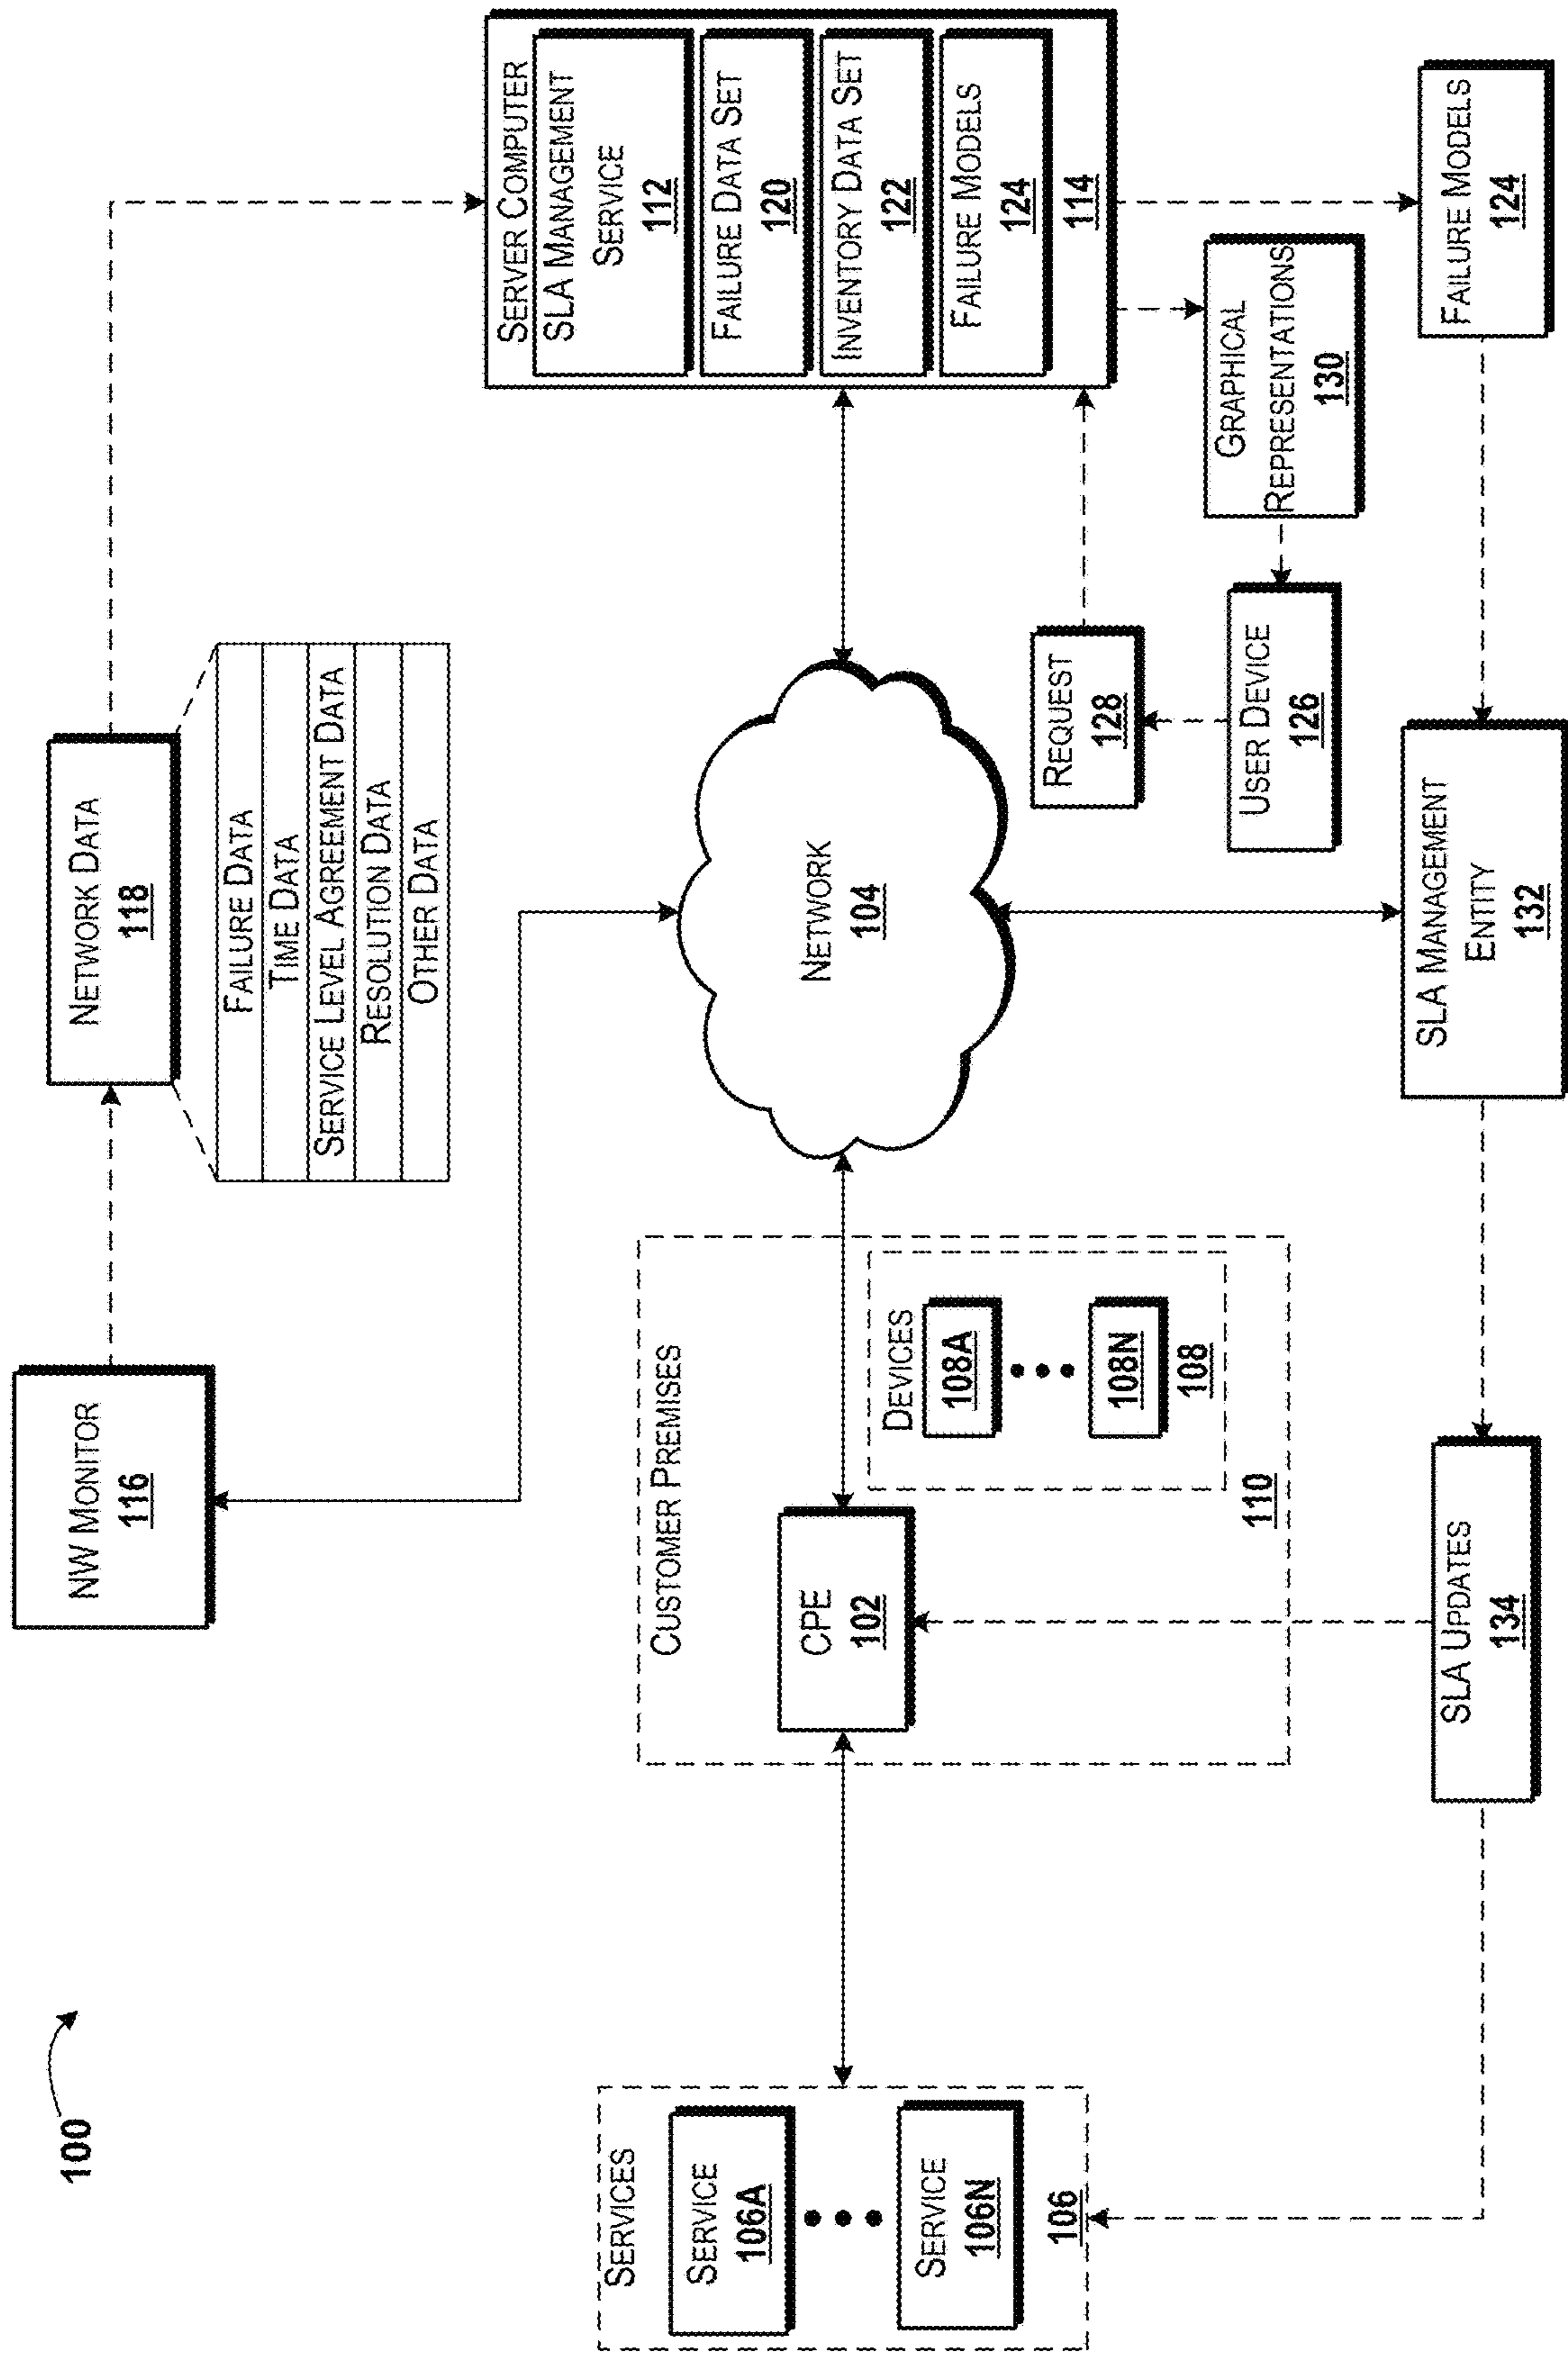 100
NW MONITOR
116
NETWORK DATA
118
FAILURE DATA
TIME DATA
SERVICE LEVEL AGREEMENT DATA
RESOLUTION DATA
OTHER DATA
SERVER COMPUTER
SLA MANAGEMENT
SERVICE
112
FAILURE DATA SET
120
INVENTORY DATA SET
122
FAILURE MODELS
124
114
SERVICES
SERVICE
106A
SERVICE
106N
106
CUSTOMER PREMISES
CPE
102
DEVICES
108A
108N
108
110
NETWORK
104
REQUEST
128
USER DEVICE
126
GRAPHICAL
REPRESENTATIONS
130
SLA UPDATES
134
SLA MANAGEMENT
ENTITY
132
FAILURE MODELS
124